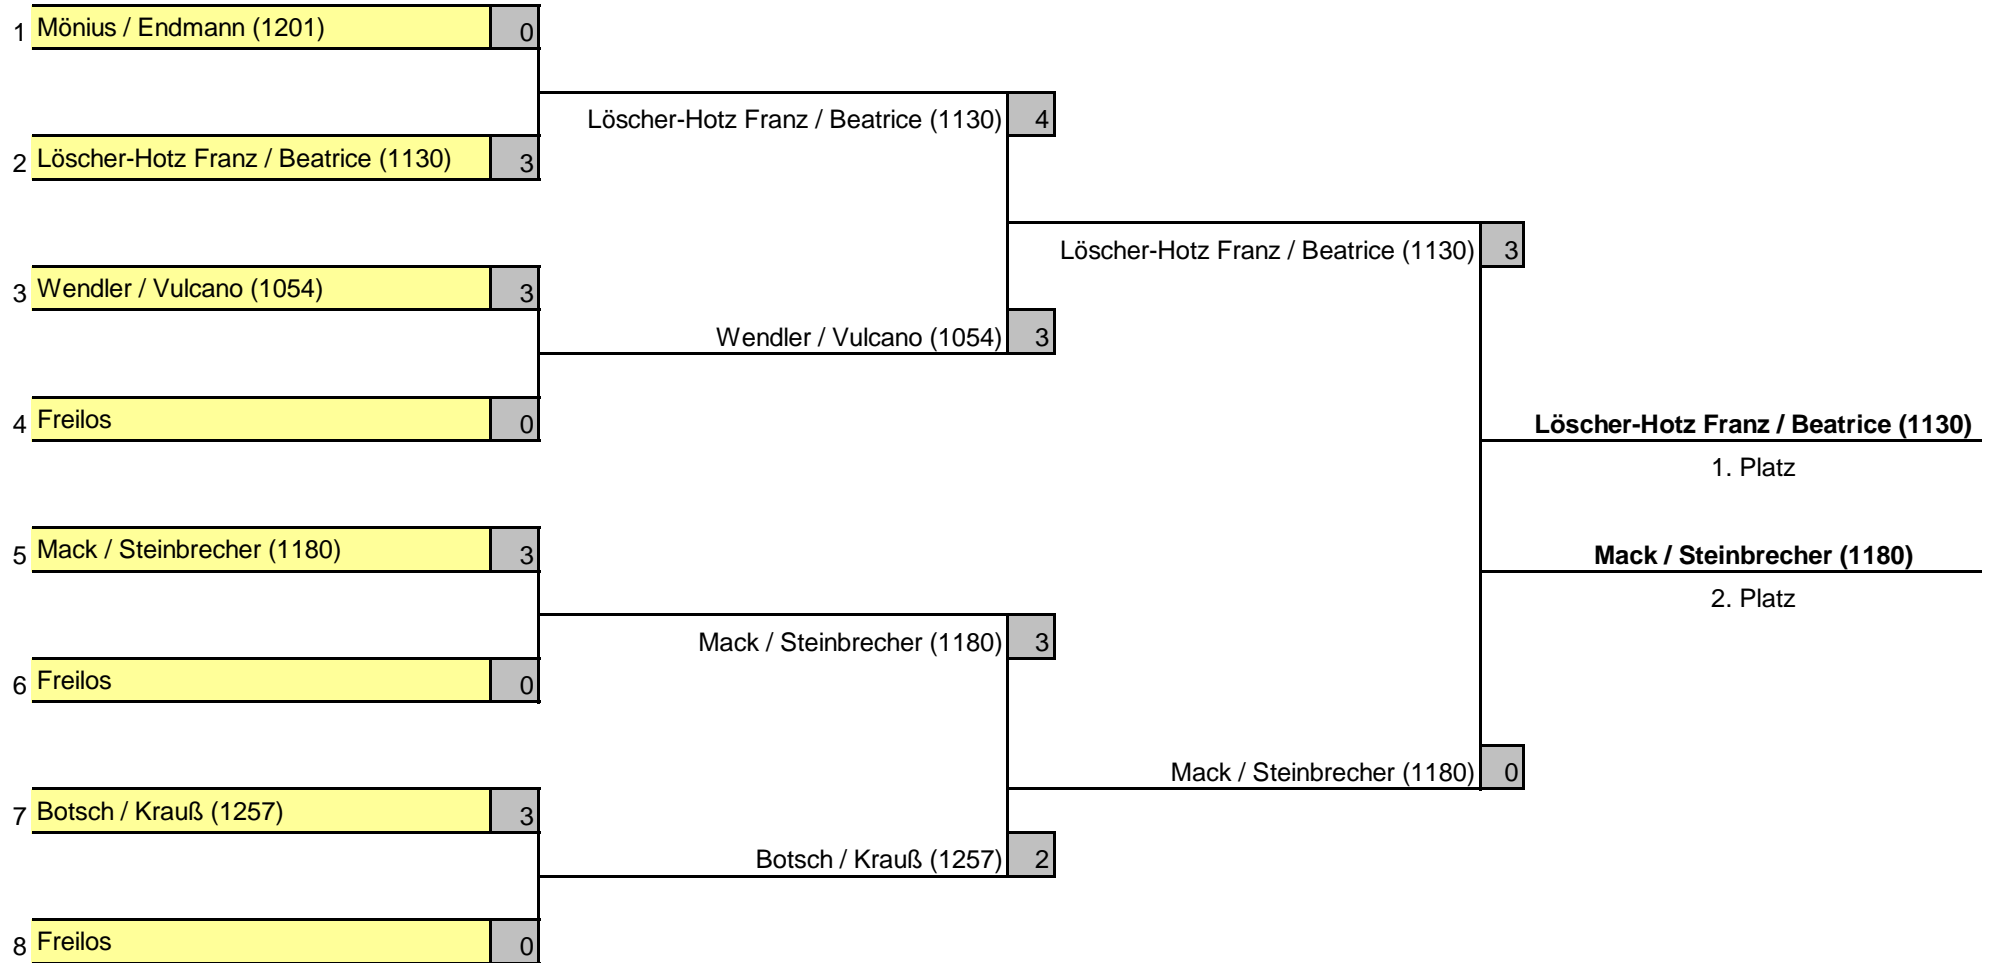 1 Mönius / Endmann (1201) 0
Löscher-Hotz Franz / Beatrice (1130) 4
2 Löscher-Hotz Franz / Beatrice (1130) 3
Löscher-Hotz Franz / Beatrice (1130) 3
3 Wendler / Vulcano (1054) 3
Wendler / Vulcano (1054) 3
4 Freilos 0
Löscher-Hotz Franz / Beatrice (1130)
1. Platz
5 Mack / Steinbrecher (1180) 3
Mack / Steinbrecher (1180)
2. Platz
Mack / Steinbrecher (1180) 3
6 Freilos 0
Mack / Steinbrecher (1180) 0
7 Botsch / Krauß (1257) 3
Botsch / Krauß (1257) 2
8 Freilos 0